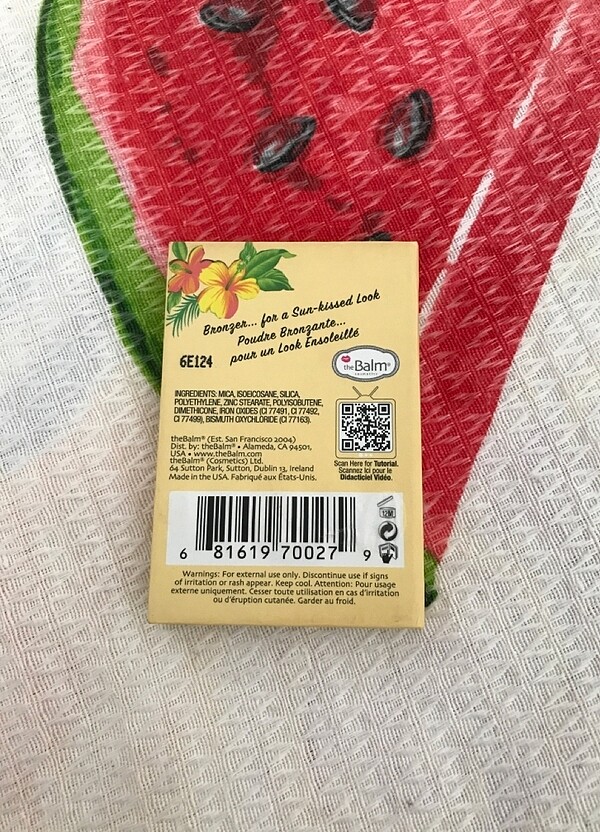 Bronzer... for a Sun-kissed Look
Poudre Bronzante...
pour un Look Ensoleillé
6E124
theBalm®
INGREDIENTS: MICA, ISOEICOSANE, SILICA,
POLYETHYLENE, ZINC STEARATE, POLYISOBUTENE,
DIMETHICONE, IRON OXIDES (CI 77491, CI 77492,
CI 77499), BISMUTH OXYCHLORIDE (CI 77163).
theBalm® (Est. San Francisco 2004)
Dist. by: theBalm® • Alameda, CA 94501,
USA • www.theBalm.com
theBalm® (Cosmetics) Ltd.
64 Sutton Park, Sutton, Dublin 13, Ireland
Made in the USA. Fabriqué aux États-Unis.
Scan Here for Tutorial.
Scannez Ici pour le
Didacticiel Vidéo.
6 81619 70027 9
12M
Warnings: For external use only. Discontinue use if signs
of irritation or rash appear. Keep cool. Attention: Pour usage
externe uniquement. Cesser toute utilisation en cas d'irritation
ou d'éruption cutanée. Garder au froid.